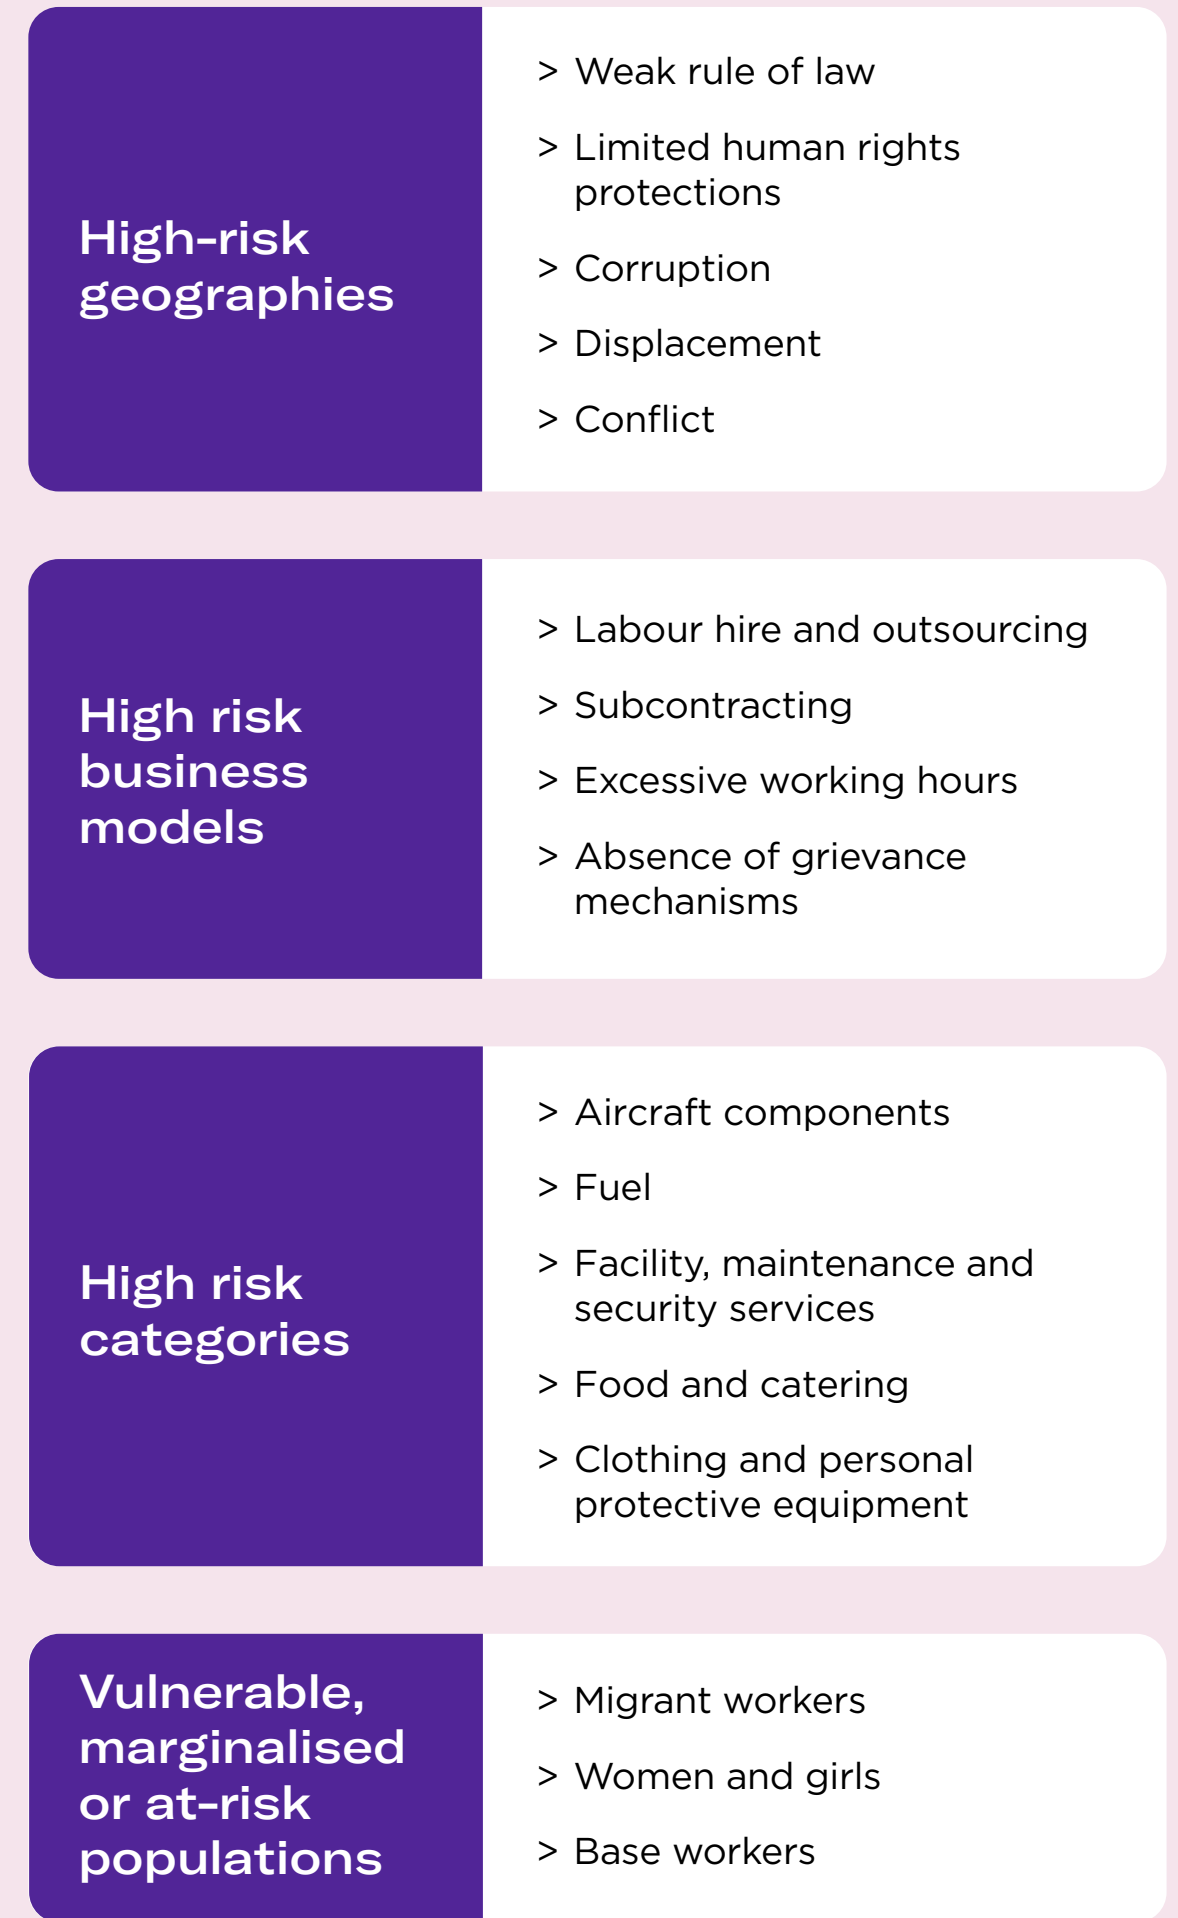 High-risk
geographies
> Weak rule of law
> Limited human rights
protections
> Corruption
> Displacement
> Conflict
High risk
business
models
> Labour hire and outsourcing
> Subcontracting
> Excessive working hours
> Absence of grievance
mechanisms
High risk
categories
> Aircraft components
> Fuel
> Facility, maintenance and
security services
> Food and catering
> Clothing and personal
protective equipment
Vulnerable,
marginalised
or at-risk
populations
> Migrant workers
> Women and girls
> Base workers